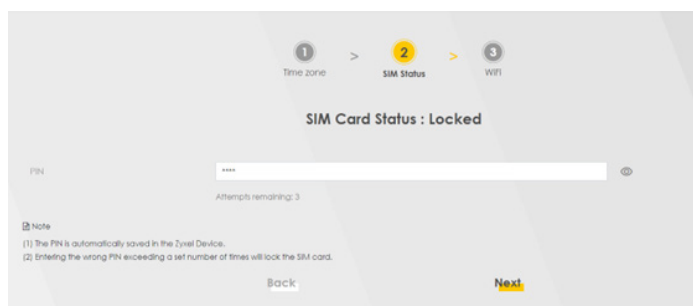 1 > 2 > 3
Time zone SIM Status WiFi
SIM Card Status : Locked
PIN ****
Attempts remaining: 3
Note
(1) The PIN is automatically saved in the Zyxel Device.
(2) Entering the wrong PIN exceeding a set number of times will lock the SIM card.
Back Next